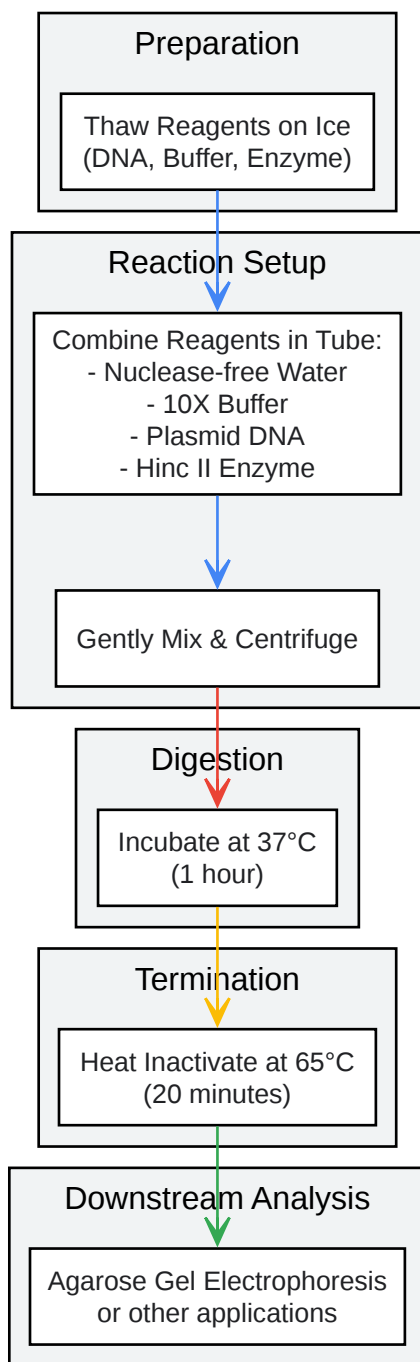 Preparation
Thaw Reagents on Ice
(DNA, Buffer, Enzyme)
Reaction Setup
Combine Reagents in Tube:
- Nuclease-free Water
- 10X Buffer
- Plasmid DNA
- Hinc II Enzyme
Gently Mix & Centrifuge
Digestion
Incubate at 37°C
(1 hour)
Termination
Heat Inactivate at 65°C
(20 minutes)
Downstream Analysis
Agarose Gel Electrophoresis
or other applications